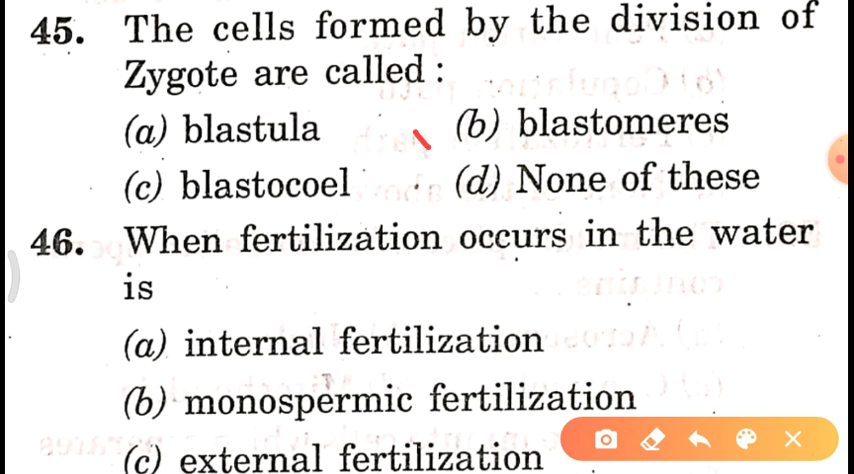 45. The cells formed by the division of
Zygote are called :
(a) blastula (b) blastomeres
(c) blastocoel (d) None of these
46. When fertilization occurs in the water
is
(a) internal fertilization
(b) monospermic fertilization
(c) external fertilization